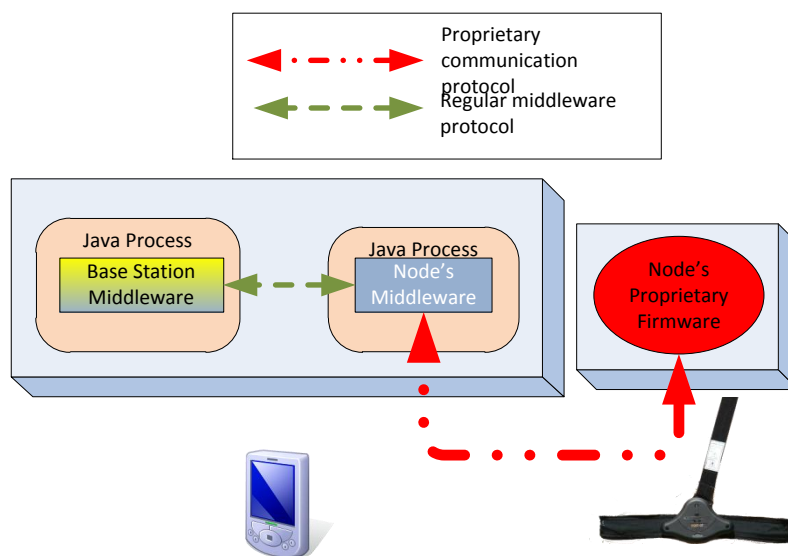 Proprietary
communication
protocol
Regular middleware
protocol
Java Process
Base Station
Middleware
Java Process
Node's
Middleware
Node's
Proprietary
Firmware